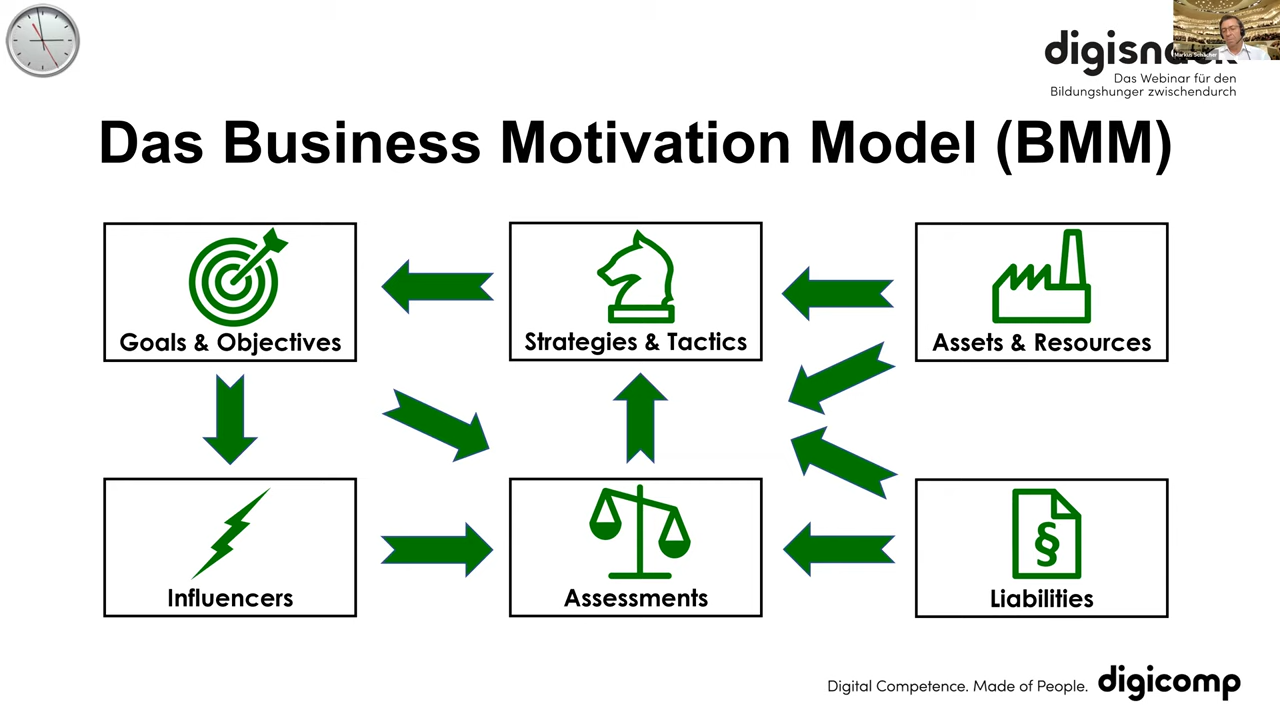 digisnack
Das Webinar für den
Bildungshunger zwischendurch
Das Business Motivation Model (BMM)
Goals & Objectives
Strategies & Tactics
Assets & Resources
Influencers
Assessments
§
Liabilities
Digital Competence. Made of People. digicomp